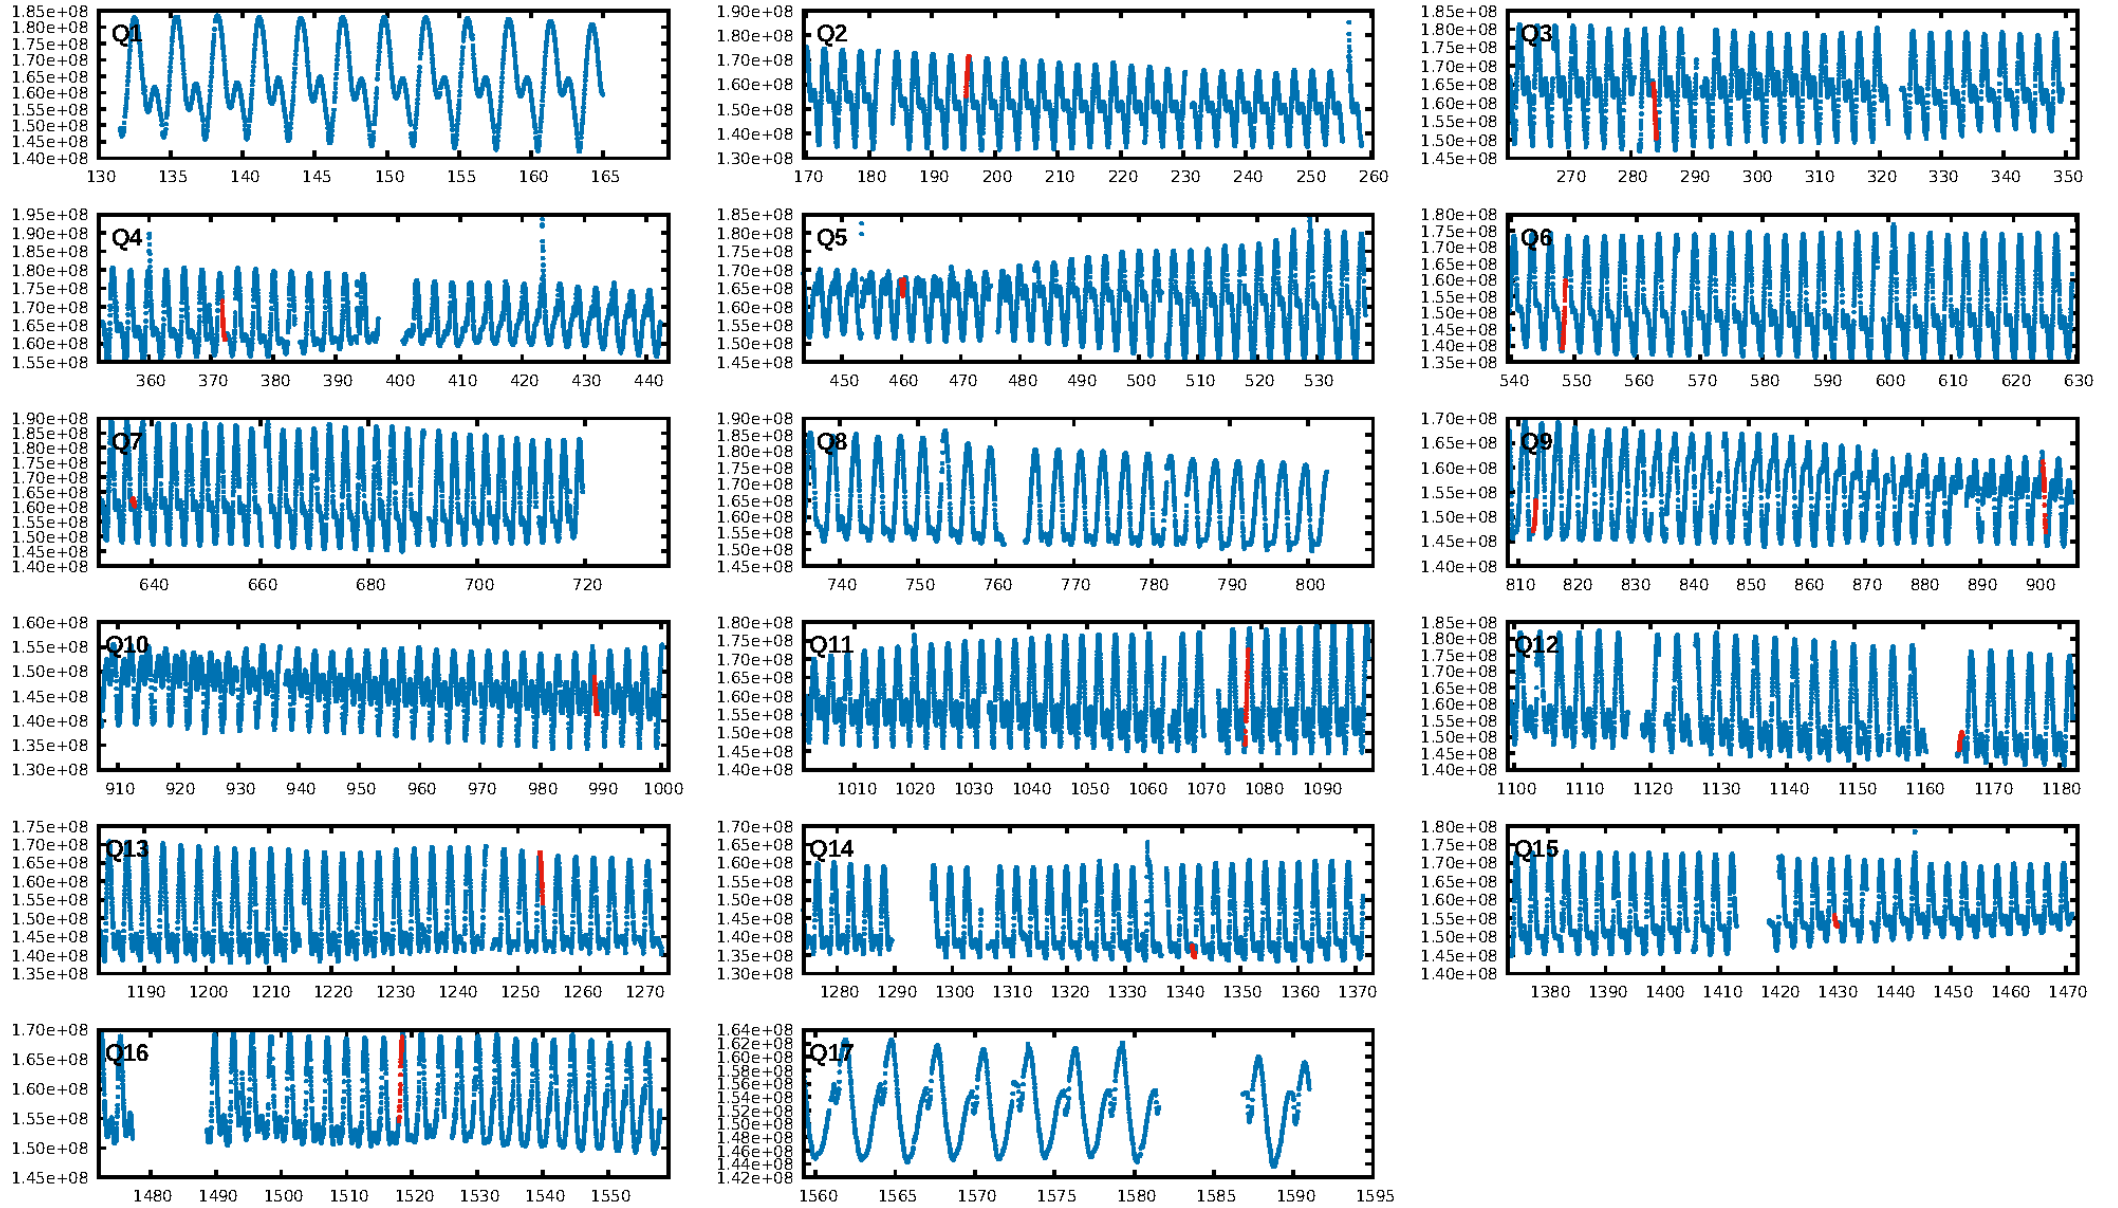 Q1
1.85e+08
1.80e+08
1.75e+08
1.70e+08
1.65e+08
1.60e+08
1.55e+08
1.50e+08
1.45e+08
1.40e+08
130 135 140 145 150 155 160 165
Q2
1.90e+08
1.80e+08
1.70e+08
1.60e+08
1.50e+08
1.40e+08
1.30e+08
170 180 190 200 210 220 230 240 250 260
Q3
1.85e+08
1.80e+08
1.75e+08
1.70e+08
1.65e+08
1.60e+08
1.55e+08
1.50e+08
1.45e+08
270 280 290 300 310 320 330 340 350
Q4
1.95e+08
1.90e+08
1.85e+08
1.80e+08
1.75e+08
1.70e+08
1.65e+08
1.60e+08
1.55e+08
360 370 380 390 400 410 420 430 440
Q5
1.85e+08
1.80e+08
1.75e+08
1.70e+08
1.65e+08
1.60e+08
1.55e+08
1.50e+08
1.45e+08
450 460 470 480 490 500 510 520 530
Q6
1.80e+08
1.75e+08
1.70e+08
1.65e+08
1.60e+08
1.55e+08
1.50e+08
1.45e+08
1.40e+08
1.35e+08
540 550 560 570 580 590 600 610 620 630
Q7
1.90e+08
1.85e+08
1.80e+08
1.75e+08
1.70e+08
1.65e+08
1.60e+08
1.55e+08
1.50e+08
1.45e+08
1.40e+08
640 660 680 700 720
Q8
1.90e+08
1.85e+08
1.80e+08
1.75e+08
1.70e+08
1.65e+08
1.60e+08
1.55e+08
1.50e+08
1.45e+08
740 750 760 770 780 790 800
Q9
1.70e+08
1.65e+08
1.60e+08
1.55e+08
1.50e+08
1.45e+08
1.40e+08
810 820 830 840 850 860 870 880 890 900
Q10
1.60e+08
1.55e+08
1.50e+08
1.45e+08
1.40e+08
1.35e+08
1.30e+08
910 920 930 940 950 960 970 980 990 1000
Q11
1.80e+08
1.75e+08
1.70e+08
1.65e+08
1.60e+08
1.55e+08
1.50e+08
1.45e+08
1.40e+08
1010 1020 1030 1040 1050 1060 1070 1080 1090
Q12
1.85e+08
1.80e+08
1.75e+08
1.70e+08
1.65e+08
1.60e+08
1.55e+08
1.50e+08
1.45e+08
1.40e+08
1100 1110 1120 1130 1140 1150 1160 1170 1180
Q13
1.75e+08
1.70e+08
1.65e+08
1.60e+08
1.55e+08
1.50e+08
1.45e+08
1.40e+08
1.35e+08
1190 1200 1210 1220 1230 1240 1250 1260 1270
Q14
1.70e+08
1.65e+08
1.60e+08
1.55e+08
1.50e+08
1.45e+08
1.40e+08
1.35e+08
1.30e+08
1280 1290 1300 1310 1320 1330 1340 1350 1360 1370
Q15
1.80e+08
1.75e+08
1.70e+08
1.65e+08
1.60e+08
1.55e+08
1.50e+08
1.45e+08
1.40e+08
1380 1390 1400 1410 1420 1430 1440 1450 1460 1470
Q16
1.70e+08
1.65e+08
1.60e+08
1.55e+08
1.50e+08
1.45e+08
1480 1490 1500 1510 1520 1530 1540 1550
Q17
1.64e+08
1.62e+08
1.60e+08
1.58e+08
1.56e+08
1.54e+08
1.52e+08
1.50e+08
1.48e+08
1.46e+08
1.44e+08
1.42e+08
1560 1565 1570 1575 1580 1585 1590 1595